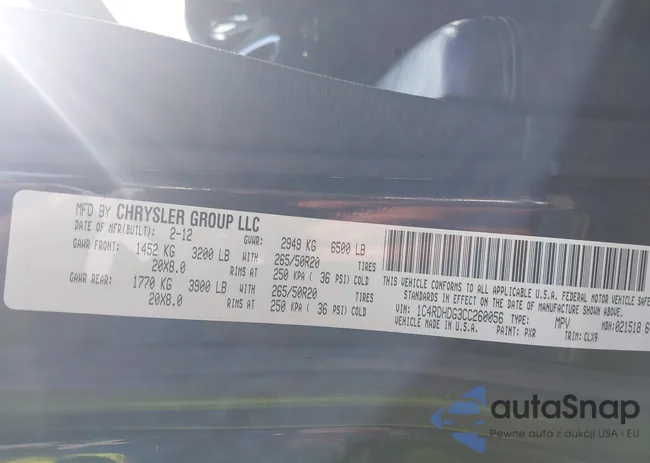 MFD BY CHRYSLER GROUP LLC
DATE OF MFR(BUILT): 2-12 GVWR: 2949 KG 6500 LB
GAWR FRONT: 1452 KG 3200 LB WITH 265/50R20 TIRES
20X8.0 RIMS AT 250 KPA ( 36 PSI) COLD
GAWR REAR: 1770 KG 3900 LB WITH 265/50R20 TIRES
20X8.0 RIMS AT 250 KPA ( 36 PSI) COLD
THIS VEHICLE CONFORMS TO ALL APPLICABLE U.S.A. FEDERAL MOTOR VEHICLE SAFE
STANDARDS IN EFFECT ON THE DATE OF MANUFACTURE SHOWN ABOVE.
VIN: 1C4RDHDG3CC260056 TYPE: MPV MDH:021518 6
VEHICLE MADE IN U.S.A. PAINT: PXR TRIM: CLX9
autaSnap
Pewne auta z aukcji USA i EU